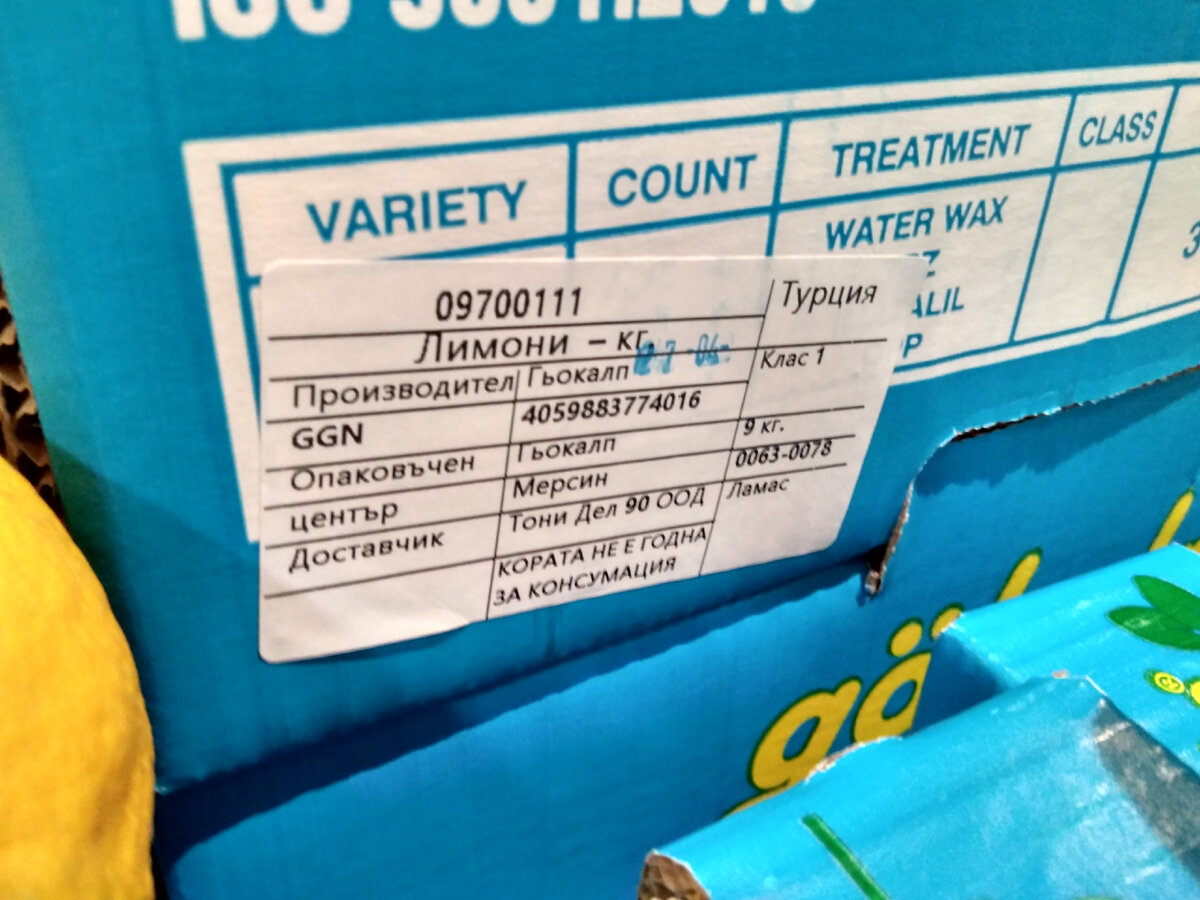 VARIETY COUNT TREATMENT CLASS
WATER WAX
09700111 Турция
Лимони – кг.
Производител Гьокалп Клас 1
GGN 4059883774016
Опаковъчен Гьокалп 9 кг.
център Мерсин 0063-0078
Доставчик Тони Дел 90 ООД Ламас
КОРАТА НЕ Е ГОДНА
ЗА КОНСУМАЦИЯ